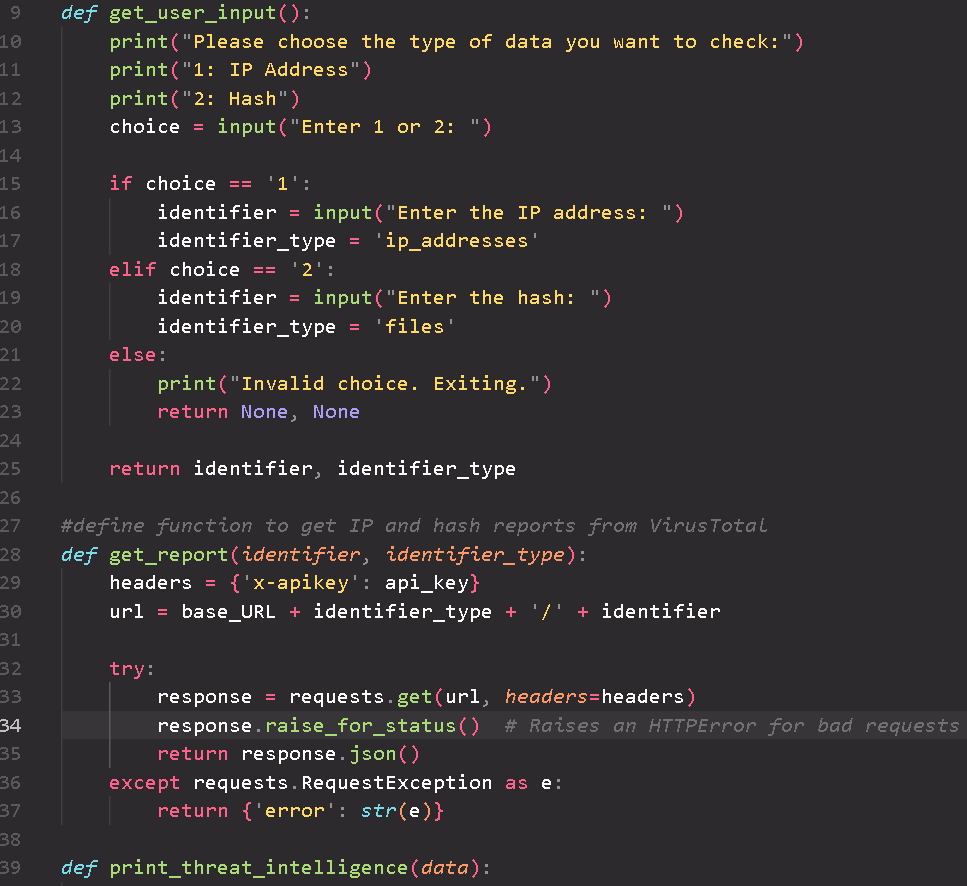 9 def get_user_input():
10     print("Please choose the type of data you want to check:")
11     print("1: IP Address")
12     print("2: Hash")
13     choice = input("Enter 1 or 2: ")
14
15     if choice == '1':
16         identifier = input("Enter the IP address: ")
17         identifier_type = 'ip_addresses'
18     elif choice == '2':
19         identifier = input("Enter the hash: ")
20         identifier_type = 'files'
21     else:
22         print("Invalid choice. Exiting.")
23         return None, None
24
25     return identifier, identifier_type
26
27 #define function to get IP and hash reports from VirusTotal
28 def get_report(identifier, identifier_type):
29     headers = {'x-apikey': api_key}
30     url = base_URL + identifier_type + '/' + identifier
31
32     try:
33         response = requests.get(url, headers=headers)
34         response.raise_for_status()  # Raises an HTTPError for bad requests
35         return response.json()
36     except requests.RequestException as e:
37         return {'error': str(e)}
38
39 def print_threat_intelligence(data):